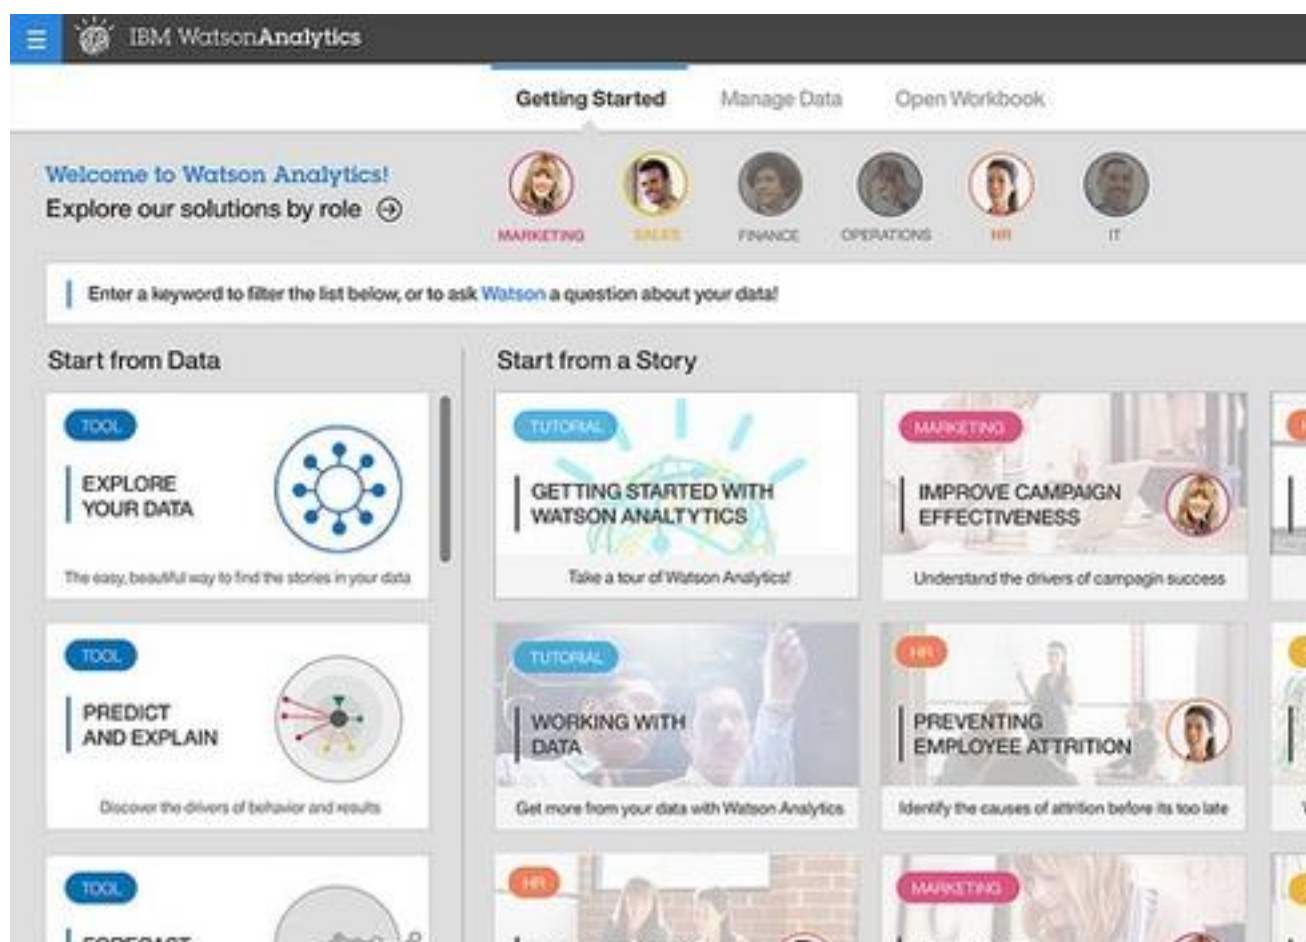 IBM WatsonAnalytics
Getting Started Manage Data Open Workbook
Welcome to Watson Analytics!
Explore our solutions by role
MARKETING SALES FINANCE OPERATIONS HR IT
Enter a keyword to filter the list below, or to ask Watson a question about your data!
Start from Data
TOOL
EXPLORE
YOUR DATA
The easy, beautiful way to find the stories in your data
TOOL
PREDICT
AND EXPLAIN
Discover the drivers of behavior and results
TOOL
FORECAST
Start from a Story
TUTORIAL
GETTING STARTED WITH
WATSON ANALTYTICS
Take a tour of Watson Analytics!
MARKETING
IMPROVE CAMPAIGN
EFFECTIVENESS
Understand the drivers of campagin success
TUTORIAL
WORKING WITH
DATA
Get more from your data with Watson Analytics
HR
PREVENTING
EMPLOYEE ATTRITION
Identify the causes of attrition before its too late
HR
MARKETING